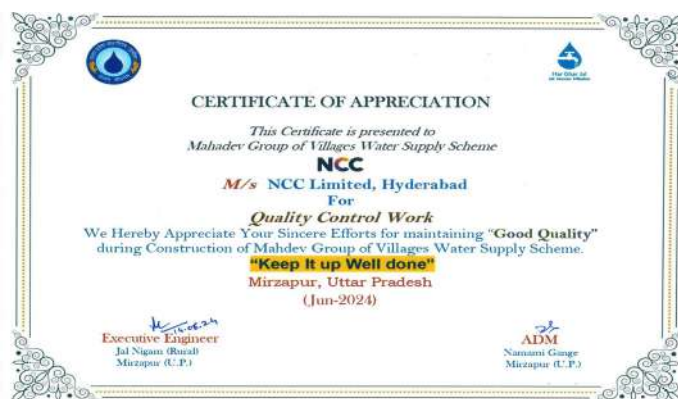 Har Ghar Jal
CERTIFICATE OF APPRECIATION
This Certificate is presented to
Mahadev Group of Villages Water Supply Scheme
NCC
M/s NCC Limited, Hyderabad
For
Quality Control Work
We Hereby Appreciate Your Sincere Efforts for maintaining "Good Quality"
during Construction of Mahdev Group of Villages Water Supply Scheme.
"Keep It up Well done"
Mirzapur, Uttar Pradesh
(Jun-2024)
Executive Engineer
Jal Nigam (Rural)
Mirzapur (U.P.)
ADM
Namami Gange
Mirzapur (U.P.)